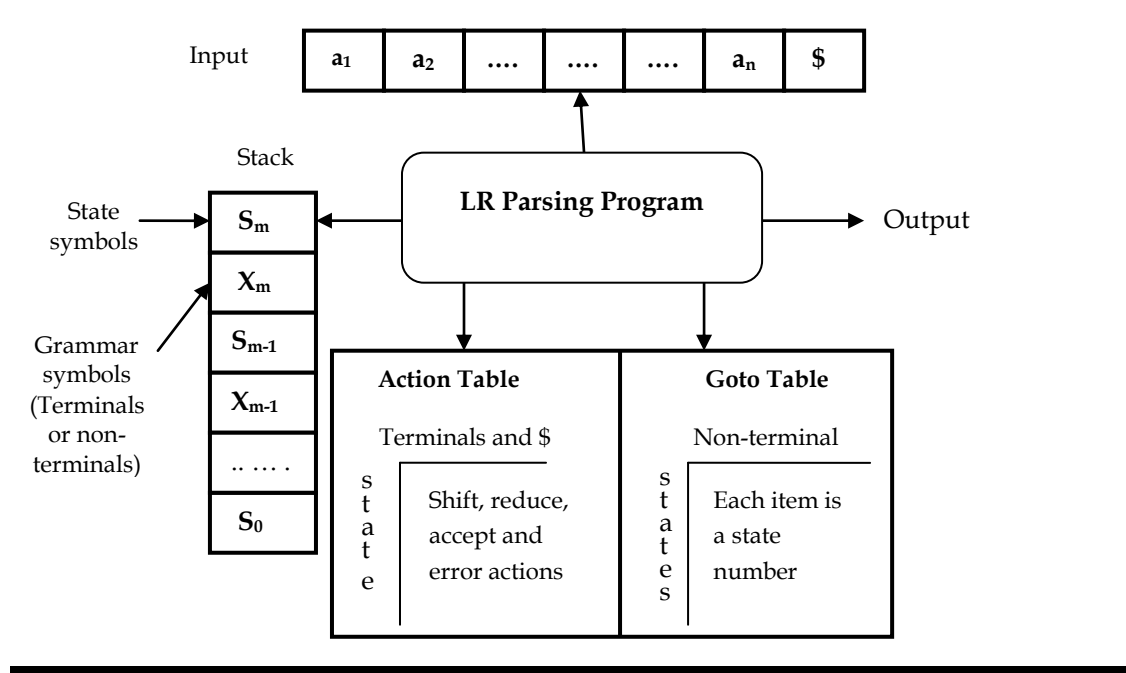 Input
a₁ a₂ .... .... .... aₙ $
Stack
LR Parsing Program
Output
State
symbols
Sₘ
Xₘ
Sₘ₋₁
Xₘ₋₁
.. ... .
S₀
Grammar
symbols
(Terminals
or non-
terminals)
Action Table
Terminals and $
s
t
a
t
e
Shift, reduce,
accept and
error actions
Goto Table
Non-terminal
s
t
a
t
e
s
Each item is
a state
number